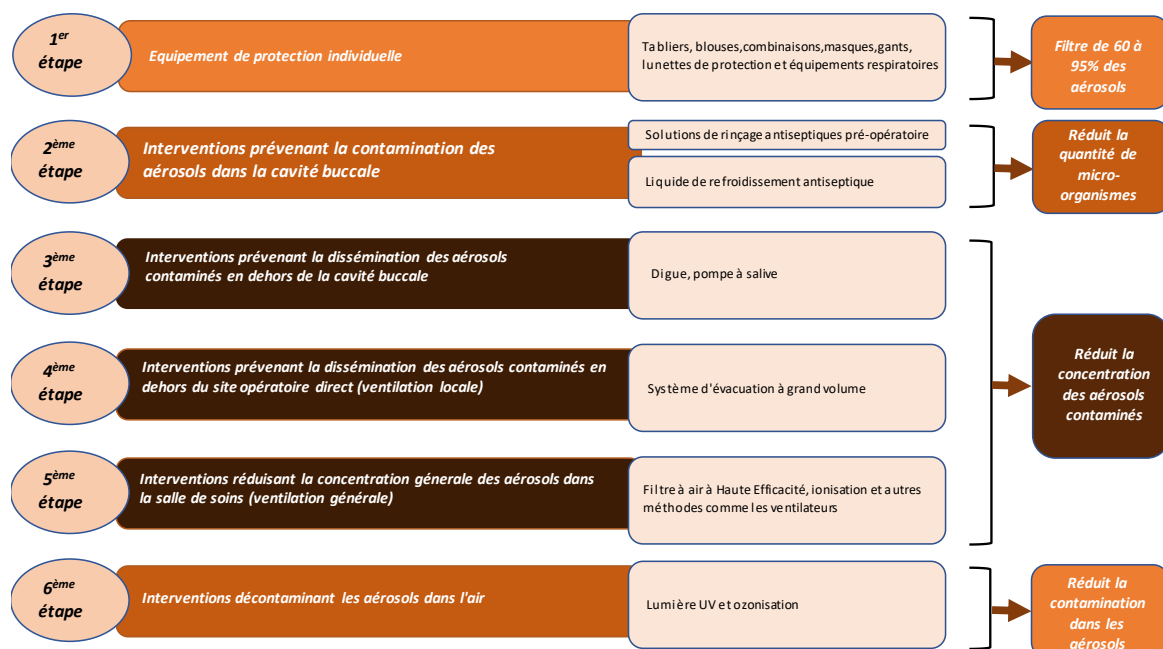 1er
étape
Equipement de protection individuelle
Tabliers, blouses,combinaisons,masques,gants,
lunettes de protection et équipements respiratoires
Filtre de 60 à
95% des
aérosols
2ème
étape
Interventions prévenant la contamination des
aérosols dans la cavité buccale
Solutions de rinçage antiseptiques pré-opératoire
Liquide de refroidissement antiseptique
Réduit la
quantité de
micro-
organismes
3ème
étape
Interventions prévenant la dissémination des aérosols
contaminés en dehors de la cavité buccale
Digue, pompe à salive
4ème
étape
Interventions prévenant la dissémination des aérosols contaminés en
dehors du site opératoire direct (ventilation locale)
Système d'évacuation à grand volume
Réduit la
concentration
des aérosols
contaminés
5ème
étape
Interventions réduisant la concentration génerale des aérosols dans
la salle de soins (ventilation générale)
Filtre à air à Haute Efficacité, ionisation et autres
méthodes comme les ventilateurs
6ème
étape
Interventions décontaminant les aérosols dans l'air
Lumière UV et ozonisation
Réduit la
contamination
dans les
aérosols